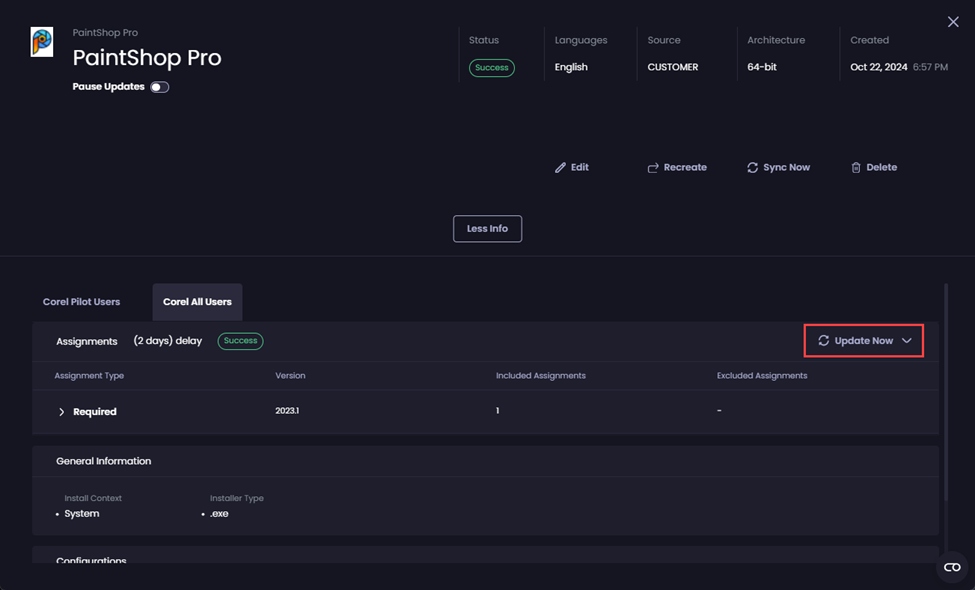 PaintShop Pro
PaintShop Pro
Pause Updates
Status
Success
Languages
English
Source
CUSTOMER
Architecture
64-bit
Created
Oct 22, 2024 6:57 PM
Edit
Recreate
Sync Now
Delete
Less Info
Corel Pilot Users
Corel All Users
Assignments (2 days) delay Success
Update Now
Assignment Type Version Included Assignments Excluded Assignments
Required 2023.1 1 -
General Information
Install Context
• System
Installer Type
• .exe
Configurations